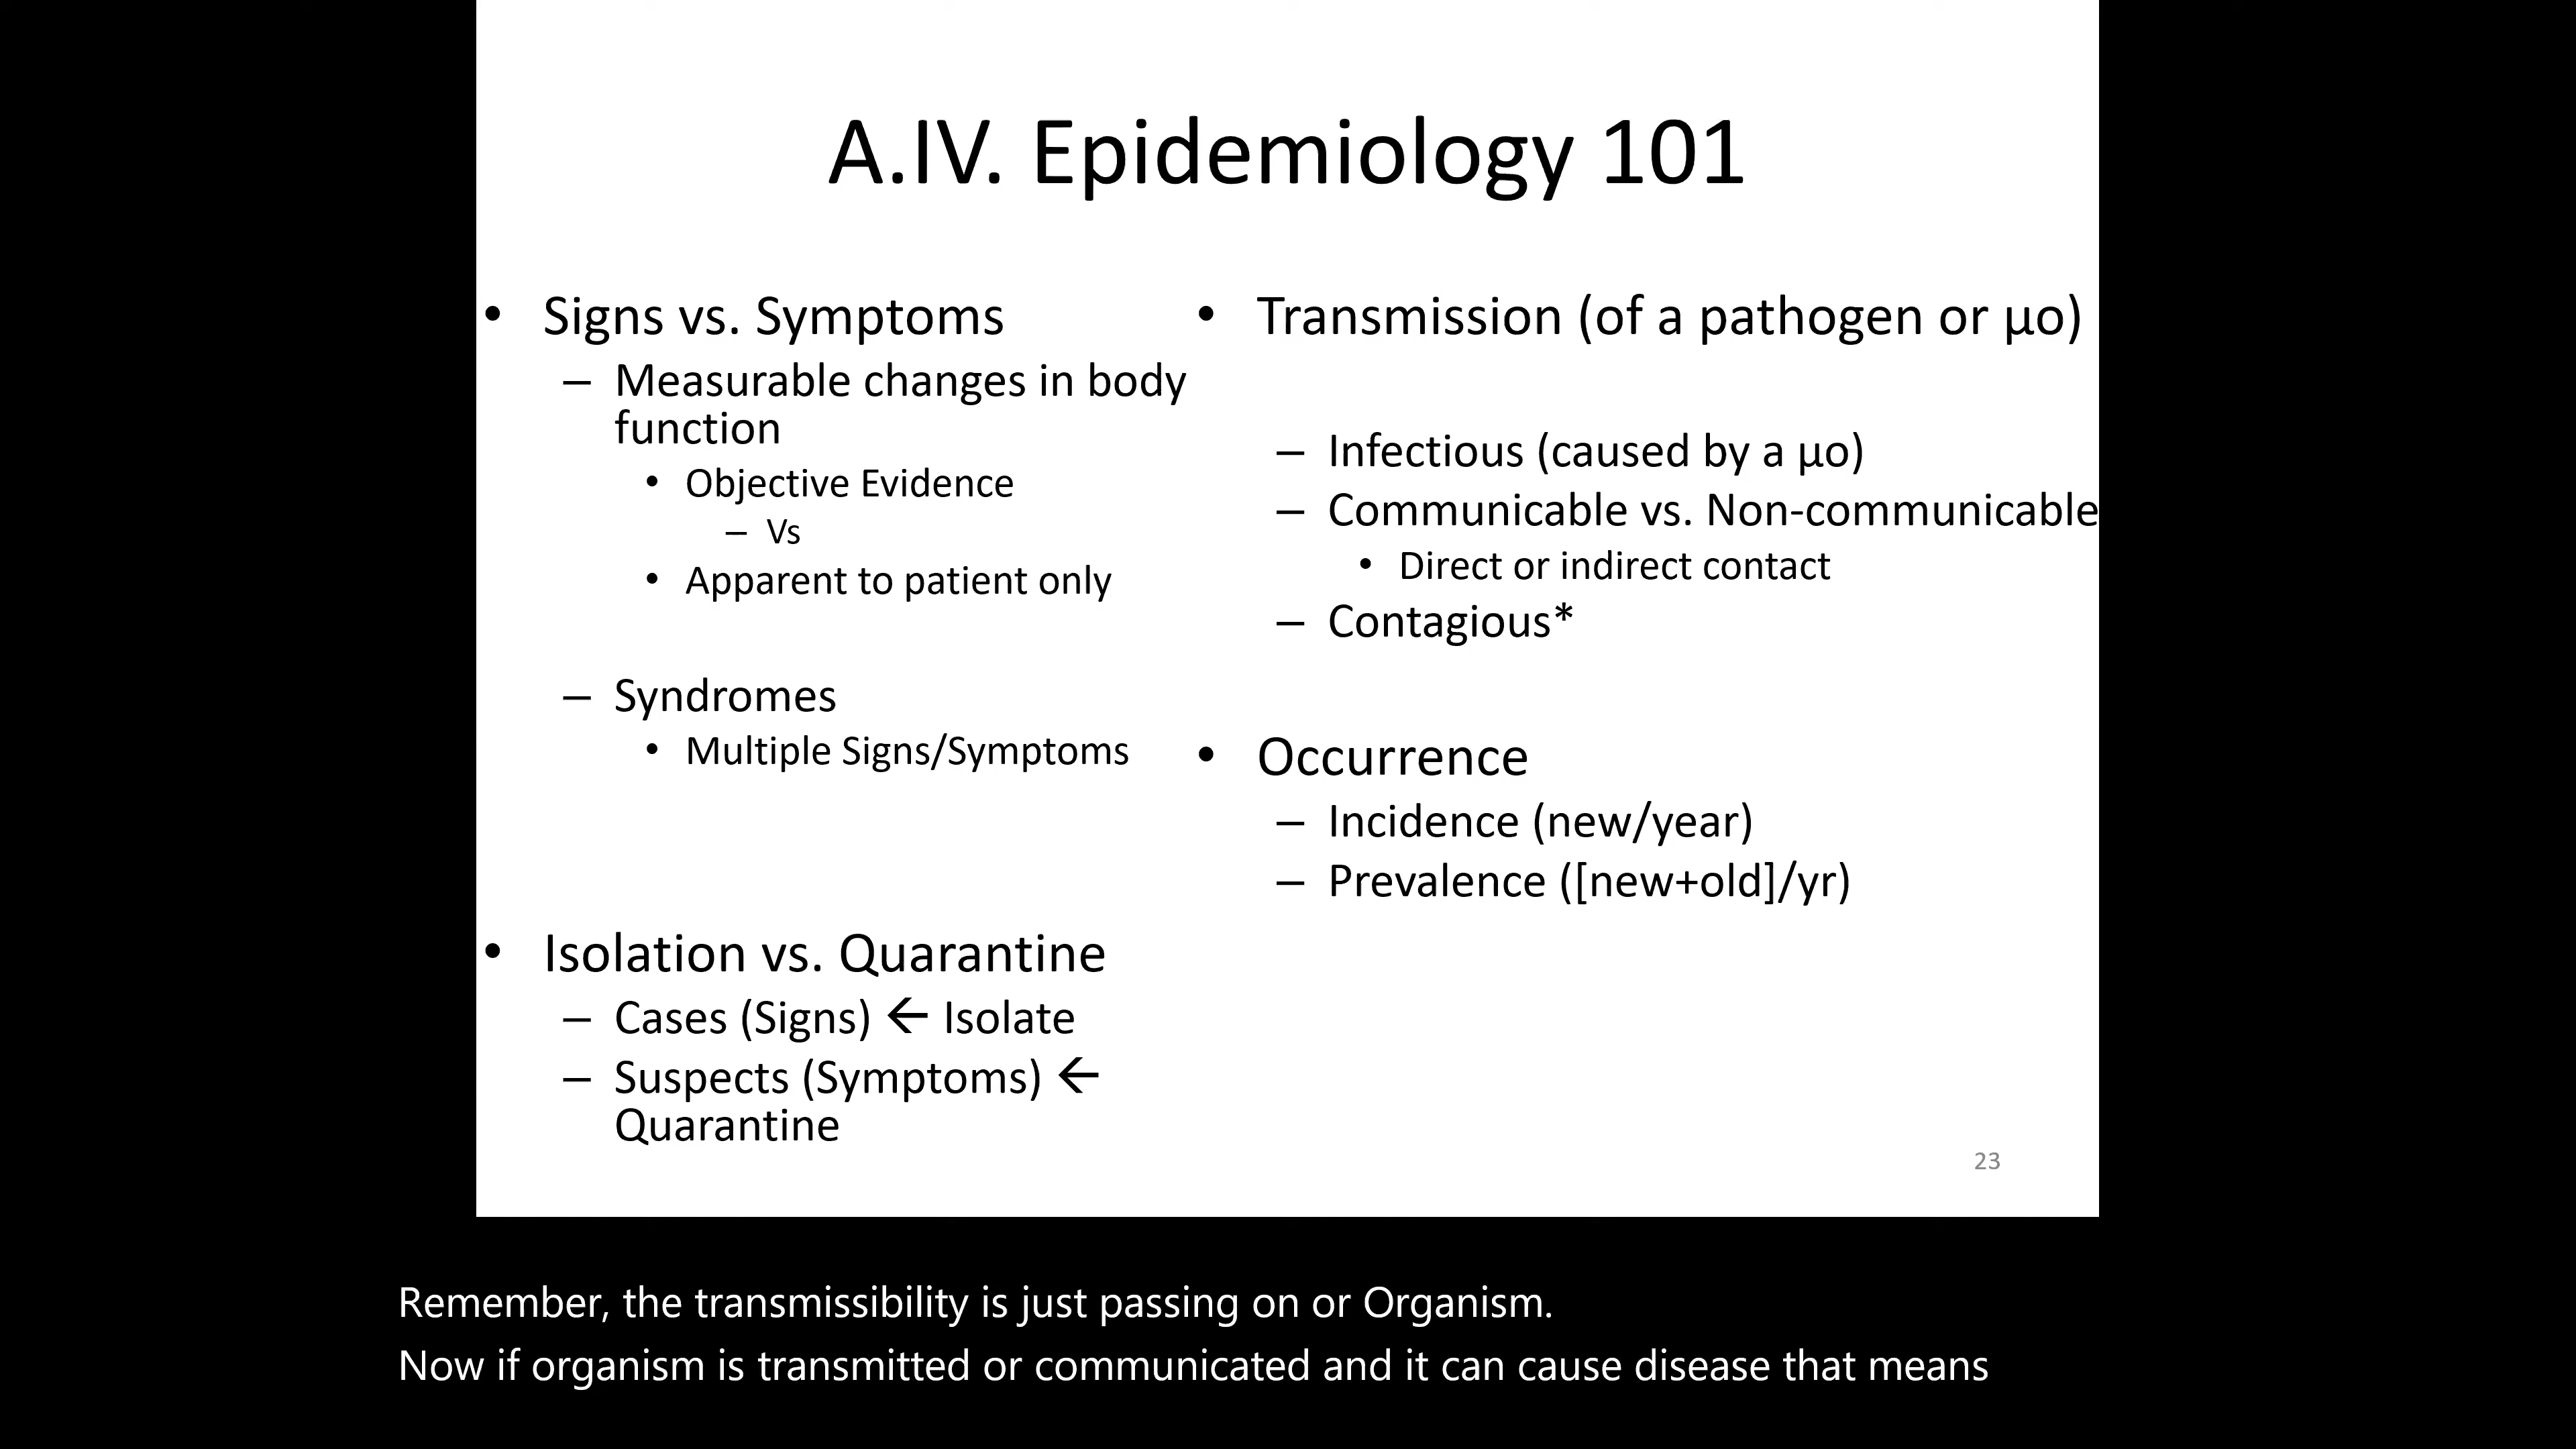 A.IV. Epidemiology 101
• Signs vs. Symptoms
– Measurable changes in body
function
• Objective Evidence
– Vs
• Apparent to patient only
– Syndromes
• Multiple Signs/Symptoms
• Isolation vs. Quarantine
– Cases (Signs) ← Isolate
– Suspects (Symptoms) ←
Quarantine
• Transmission (of a pathogen or µo)
– Infectious (caused by a µo)
– Communicable vs. Non-communicable
• Direct or indirect contact
– Contagious*
• Occurrence
– Incidence (new/year)
– Prevalence ([new+old]/yr)
23
Remember, the transmissibility is just passing on or Organism.
Now if organism is transmitted or communicated and it can cause disease that means